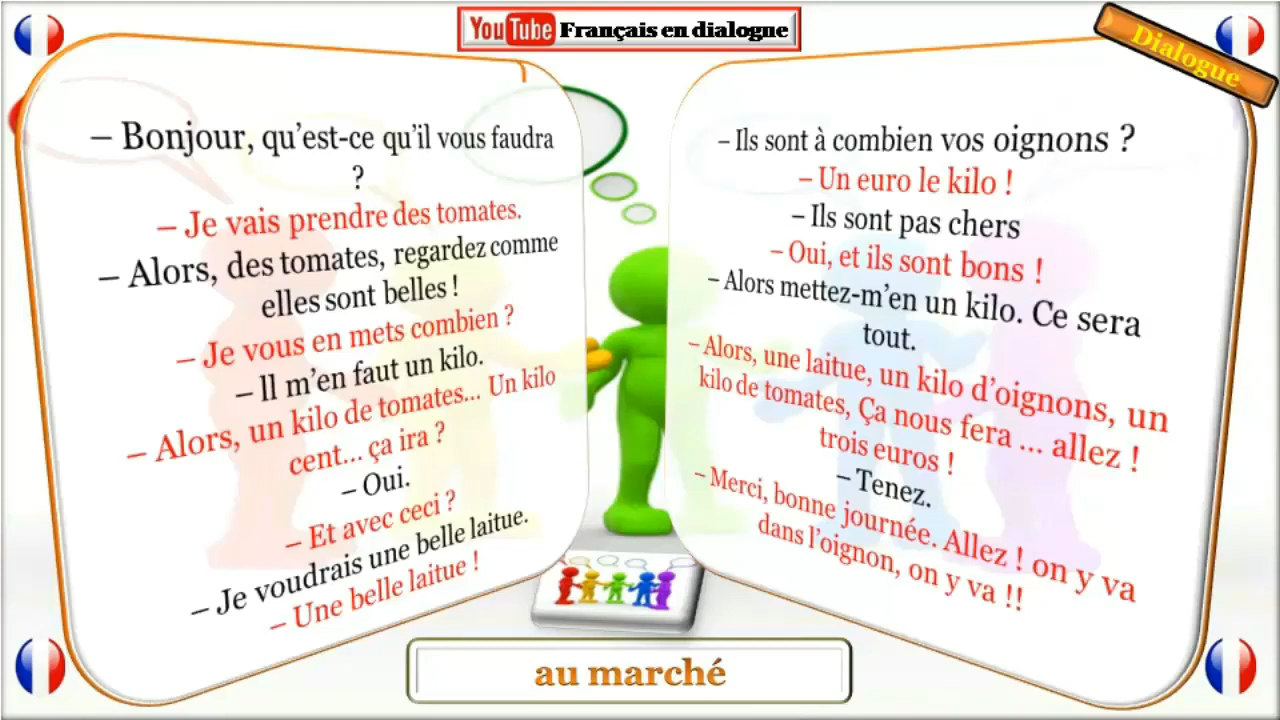 YouTube Français en dialogue
Dialogue
– Bonjour, qu’est-ce qu’il vous faudra
?
– Je vais prendre des tomates.
– Alors, des tomates, regardez comme
elles sont belles !
– Je vous en mets combien ?
– ll m’en faut un kilo.
– Alors, un kilo de tomates... Un kilo
cent... ça ira ?
– Oui.
– Et avec ceci ?
– Je voudrais une belle laitue.
– Une belle laitue !
– Ils sont à combien vos oignons ?
– Un euro le kilo !
– Ils sont pas chers
– Oui, et ils sont bons !
– Alors mettez-m’en un kilo. Ce sera
tout.
– Alors, une laitue, un kilo d’oignons, un
kilo de tomates, Ça nous fera ... allez !
trois euros !
– Tenez.
– Merci, bonne journée. Allez ! on y va
dans l’oignon, on y va !!
au marché